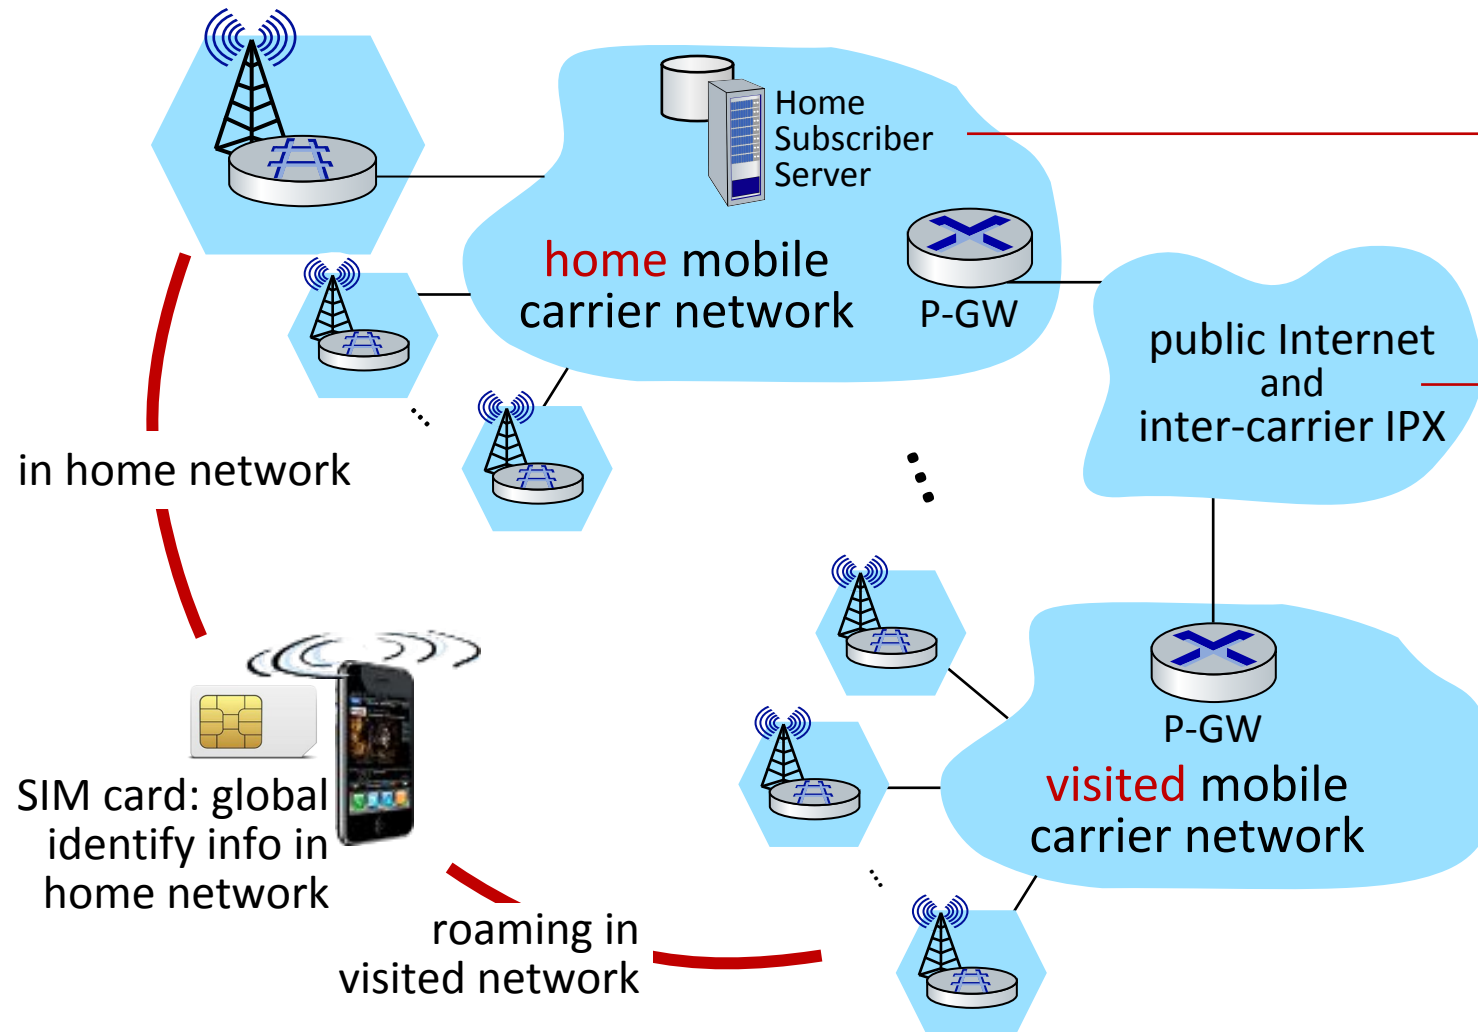 Home
Subscriber
Server
home mobile
carrier network
P-GW
public Internet
and
inter-carrier IPX
in home network
P-GW
visited mobile
carrier network
SIM card: global
identify info in
home network
roaming in
visited network